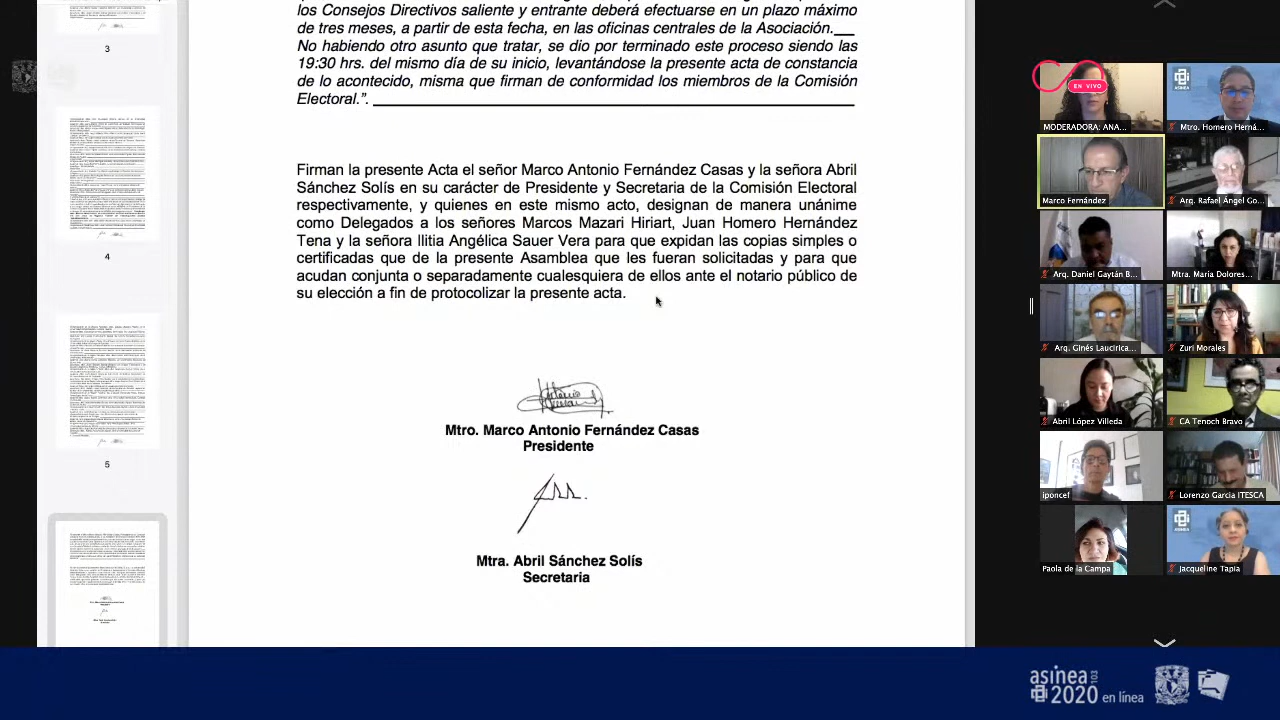 los Consejos Directivos saliente y entrante deberá efectuarse en un plazo máximo
de tres meses, a partir de esta fecha, en las oficinas centrales de la Asociación.
No habiendo otro asunto que tratar, se dio por terminado este proceso siendo las
19:30 hrs. del mismo día de su inicio, levantándose la presente acta de constancia
de lo acontecido, misma que firman de conformidad los miembros de la Comisión
Electoral.”.
Firman la presente Acta el señor Marco Antonio Fernández Casas y la señora Abril
Sánchez Solís en su carácter de Presidente y Secretaria de la Comisión Electoral
respectivamente, y quienes en este mismo acto, designan de manera unánime
como Delegados a los señores Marcos Mazari Hiriart, Juan Homero Hernández
Tena y la señora Ilitia Angélica Sauer Vera para que expidan las copias simples o
certificadas que de la presente Asamblea que les fueran solicitadas y para que
acudan conjunta o separadamente cualesquiera de ellos ante el notario público de
su elección a fin de protocolizar la presente acta.
Mtro. Marco Antonio Fernández Casas
Presidente
Mtra. Abril Sánchez Solís
Secretaria
3
4
5
EN VIVO
MODERADORA: ANA...
ASINEA
Mtro. Homero Herná...
Marco Fernández
Arq. Rafael Ángel Go...
Arq. Daniel Gaytán B...
Mtra. María Dolores...
Arq. Ginés Laucirica...
Zuri Morales
Abril López Villeda
CA Tenoch Bravo
iponcef
Lorenzo Garcia ITESCA
Paola de la Campa
ASINEA
Jacqueline Tapia
asinea 103
2020 en línea